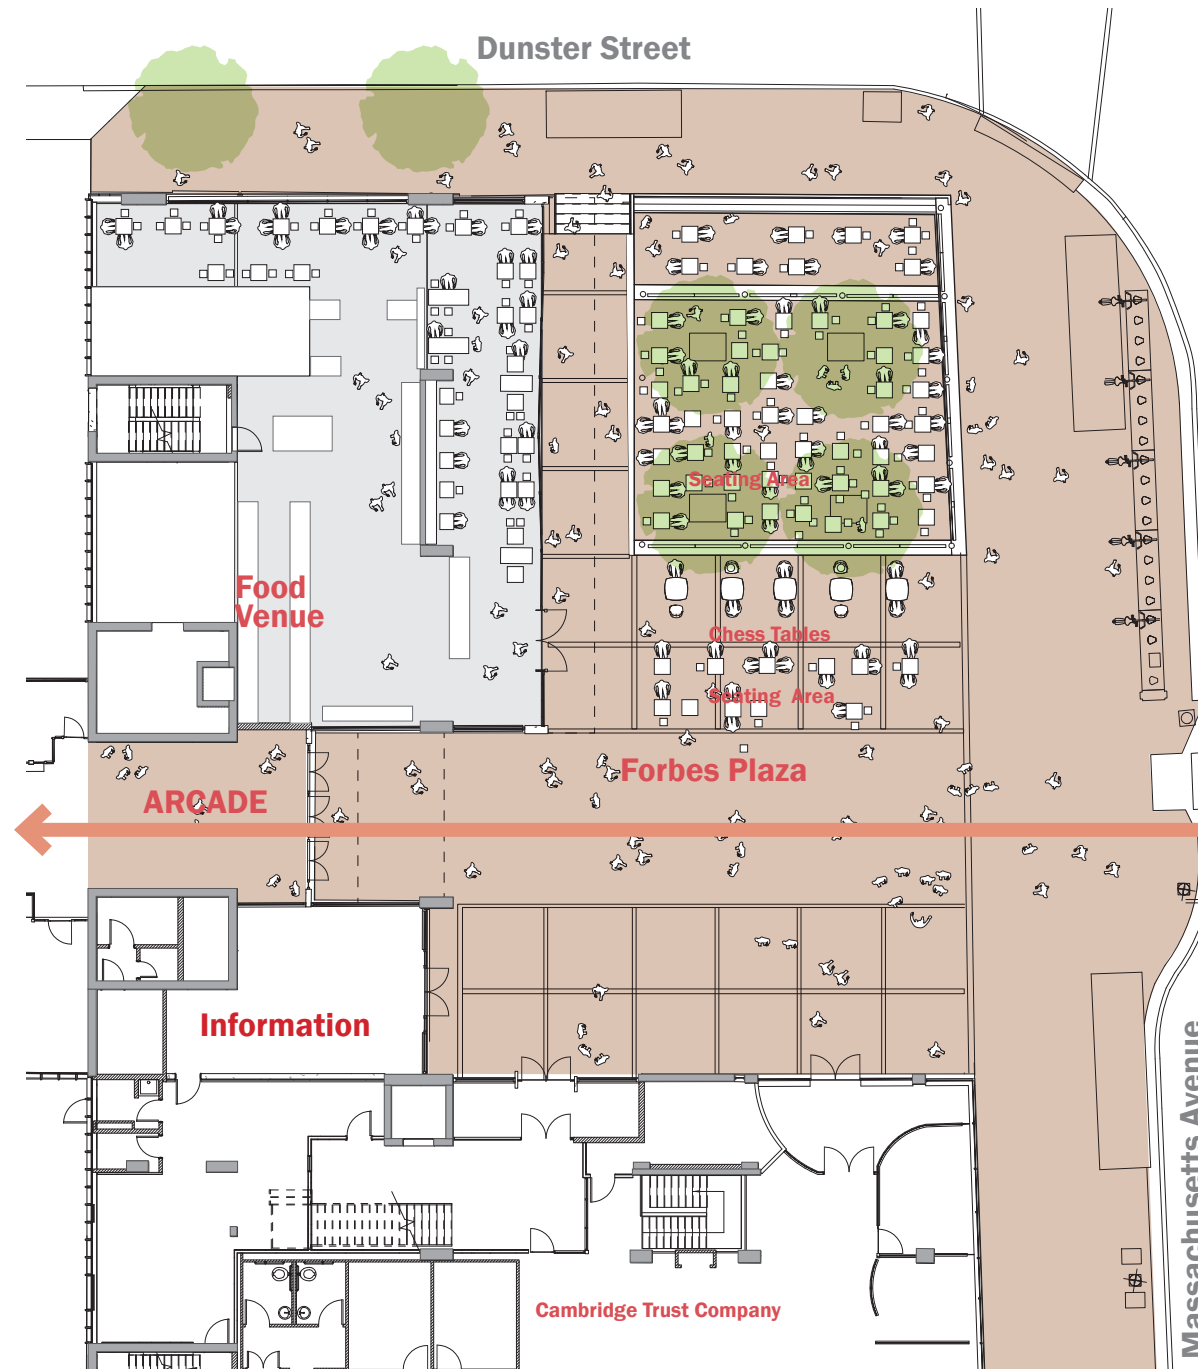 Dunster Street
Seating Area
Food
Venue
Chess Tables
Seating Area
Forbes Plaza
ARCADE
Information
Massachusetts Avenue
Cambridge Trust Company